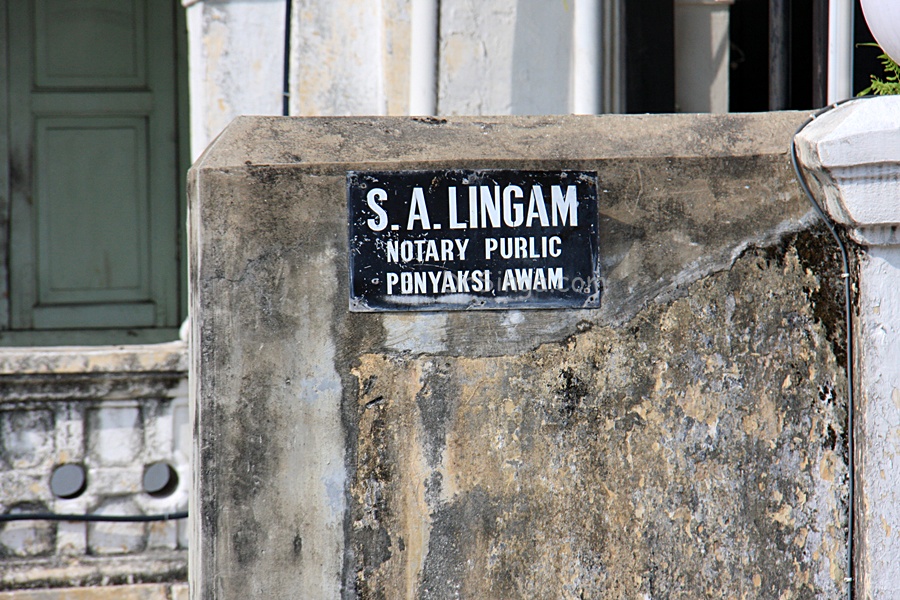 S. A. LINGAM
NOTARY PURLIC
PONYAKSI AWAM